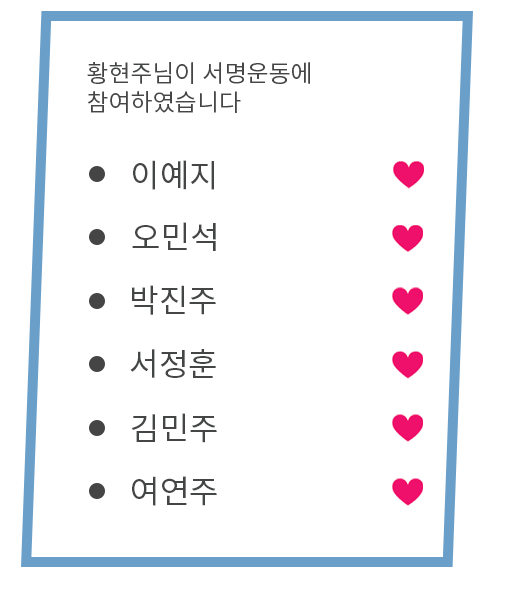 황현주님이 서명운동에
참여하였습니다
● 이예지 ♥
● 오민석 ♥
● 박진주 ♥
● 서정훈 ♥
● 김민주 ♥
● 여연주 ♥